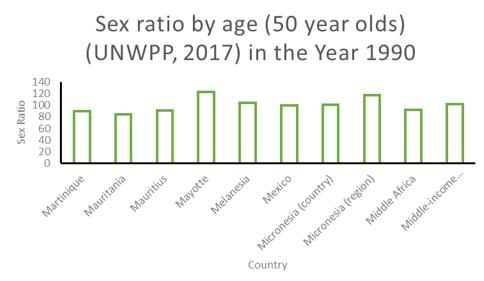 Sex ratio by age (50 year olds)
(UNWPP, 2017) in the Year 1990
140
120
100
80
60
40
20
0
Sex Ratio
Martinique
Mauritania
Mauritius
Mayotte
Melanesia
Mexico
Micronesia (country)
Micronesia (region)
Middle Africa
Middle-income...
Country